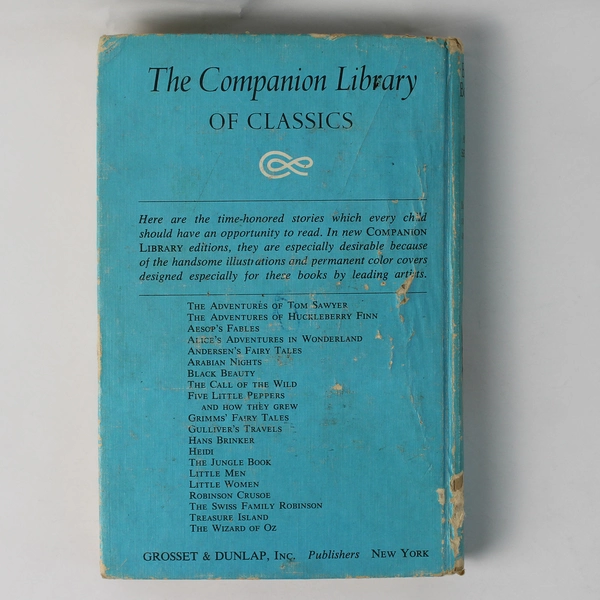 The Companion Library
OF CLASSICS
Here are the time-honored stories which every child
should have an opportunity to read. In new COMPANION
LIBRARY editions, they are especially desirable because
of the handsome illustrations and permanent color covers
designed especially for these books by leading artists.
THE ADVENTURES OF TOM SAWYER
THE ADVENTURES OF HUCKLEBERRY FINN
AESOP'S FABLES
ALICE'S ADVENTURES IN WONDERLAND
ANDERSEN'S FAIRY TALES
ARABIAN NIGHTS
BLACK BEAUTY
THE CALL OF THE WILD
FIVE LITTLE PEPPERS
AND HOW THEY GREW
GRIMMS' FAIRY TALES
GULLIVER'S TRAVELS
HANS BRINKER
HEIDI
THE JUNGLE BOOK
LITTLE MEN
LITTLE WOMEN
ROBINSON CRUSOE
THE SWISS FAMILY ROBINSON
TREASURE ISLAND
THE WIZARD OF OZ
GROSSET & DUNLAP, INC. Publishers NEW YORK